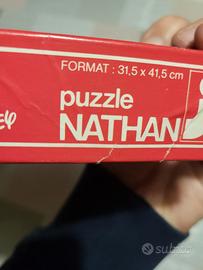 FORMAT : 31,5 x 41,5 cm
puzzle
NATHAN
subito